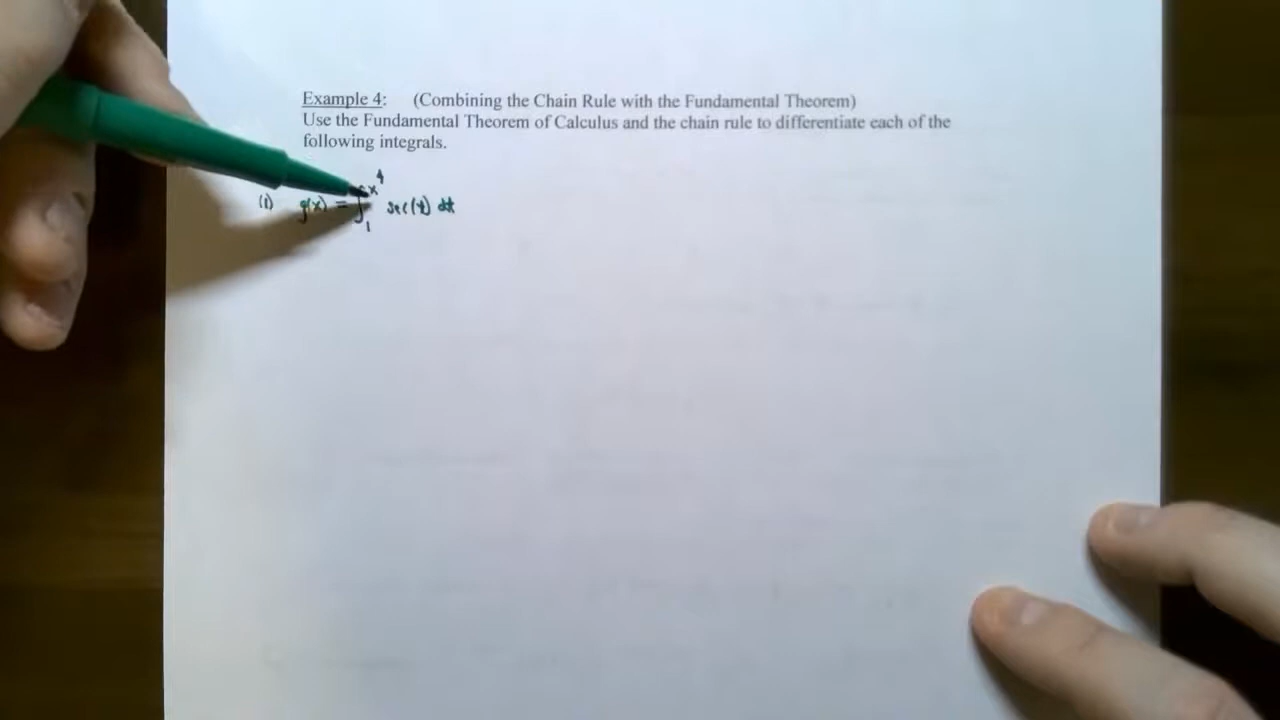 Example 4: (Combining the Chain Rule with the Fundamental Theorem)
Use the Fundamental Theorem of Calculus and the chain rule to differentiate each of the
following integrals.
(1) g(x) = ∫₁^x⁴ sec(t) dt